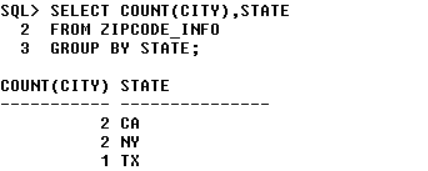 SQL> SELECT COUNT(CITY),STATE
2 FROM ZIPCODE_INFO
3 GROUP BY STATE;
COUNT(CITY) STATE
----------- ---------------
2 CA
2 NY
1 TX